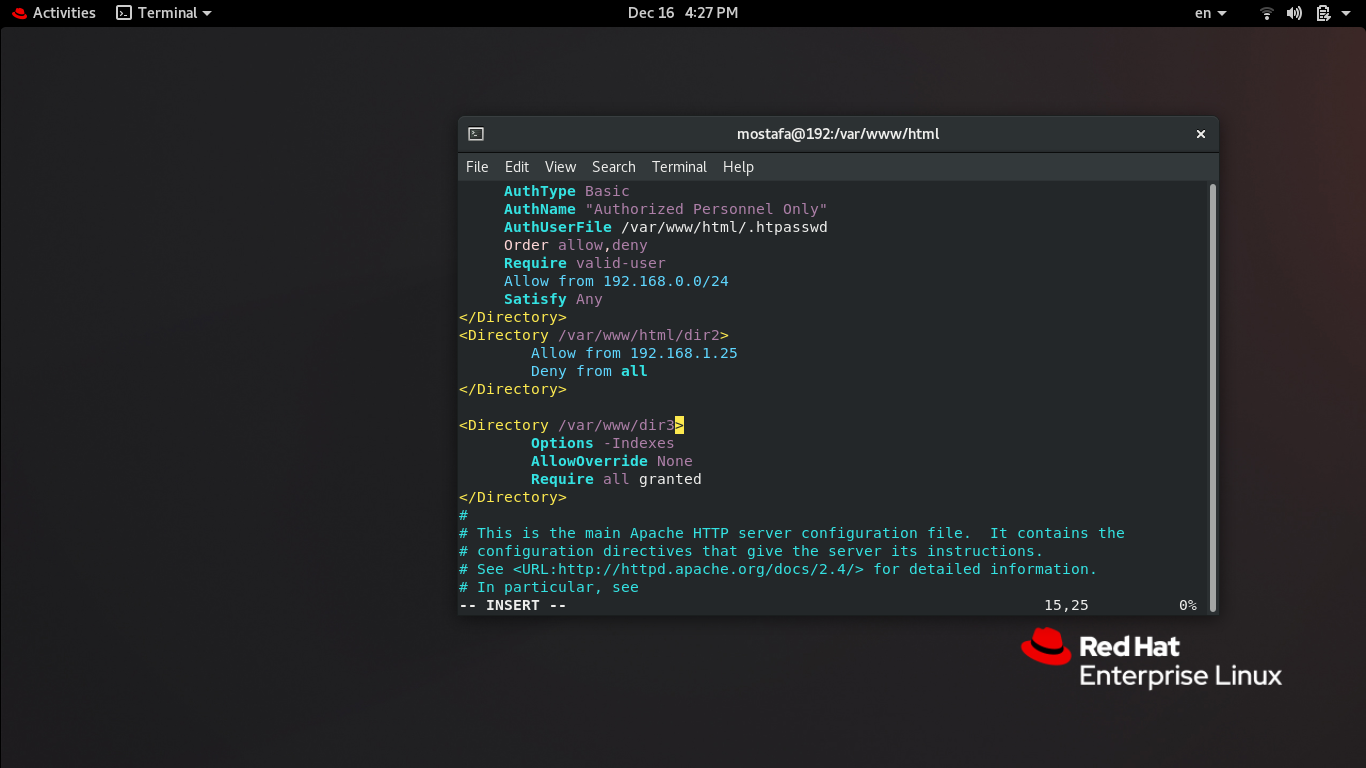 Activities
Terminal
Dec 16 4:27 PM
en
mostafa@192:/var/www/html
File Edit View Search Terminal Help
AuthType Basic
AuthName "Authorized Personnel Only"
AuthUserFile /var/www/html/.htpasswd
Order allow,deny
Require valid-user
Allow from 192.168.0.0/24
Satisfy Any
</Directory>
<Directory /var/www/html/dir2>
Allow from 192.168.1.25
Deny from all
</Directory>
<Directory /var/www/dir3>
Options -Indexes
AllowOverride None
Require all granted
</Directory>
#
# This is the main Apache HTTP server configuration file.  It contains the
# configuration directives that give the server its instructions.
# See <URL:http://httpd.apache.org/docs/2.4/> for detailed information.
# In particular, see
-- INSERT -- 15,25 0%
Red Hat
Enterprise Linux